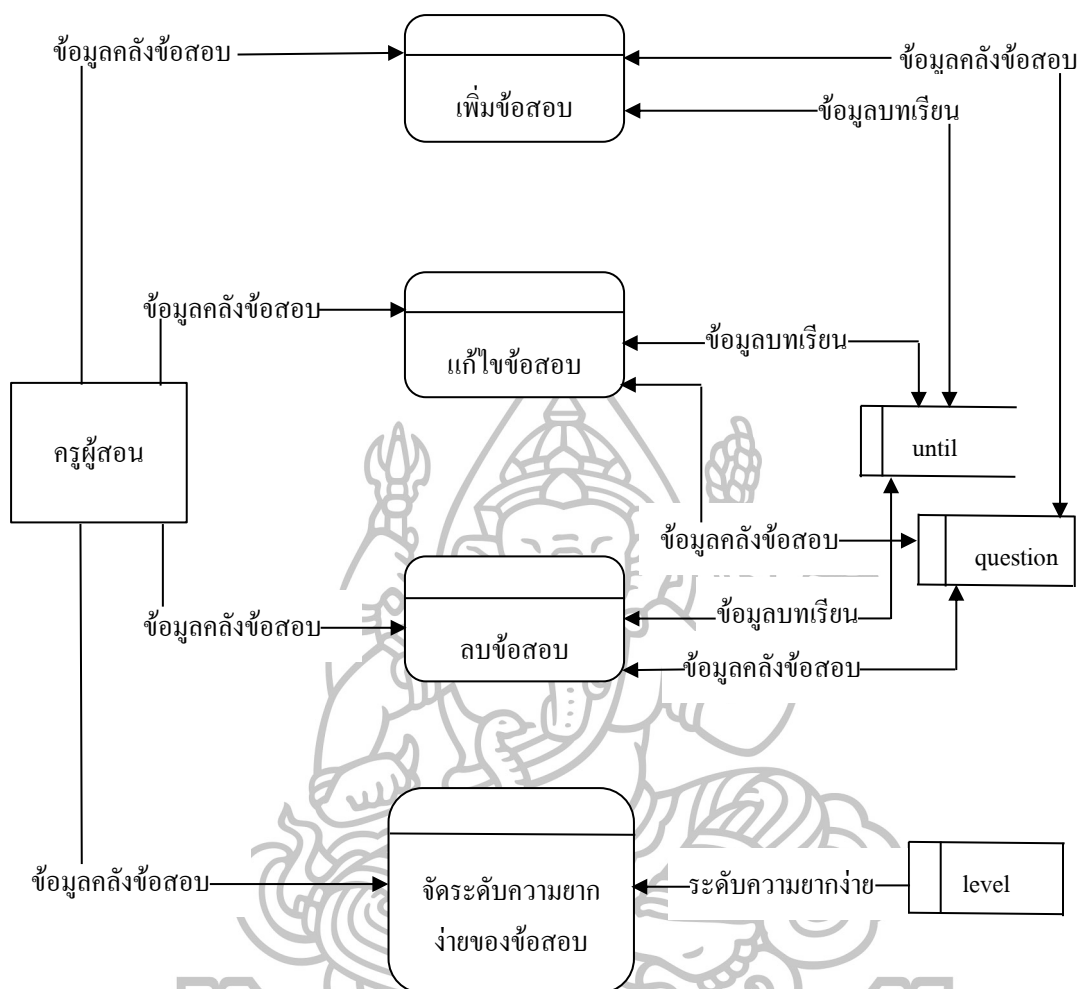 ข้อมูลคลังข้อสอบ
ข้อมูลคลังข้อสอบ
เพิ่มข้อสอบ
ข้อมูลบทเรียน
ข้อมูลคลังข้อสอบ
ข้อมูลบทเรียน
แก้ไขข้อสอบ
ครูผู้สอน
until
ข้อมูลคลังข้อสอบ
question
ข้อมูลคลังข้อสอบ
ข้อมูลบทเรียน
ลบข้อสอบ
ข้อมูลคลังข้อสอบ
ข้อมูลคลังข้อสอบ
จัดระดับความยาก
ง่ายของข้อสอบ
ระดับความยากง่าย
level